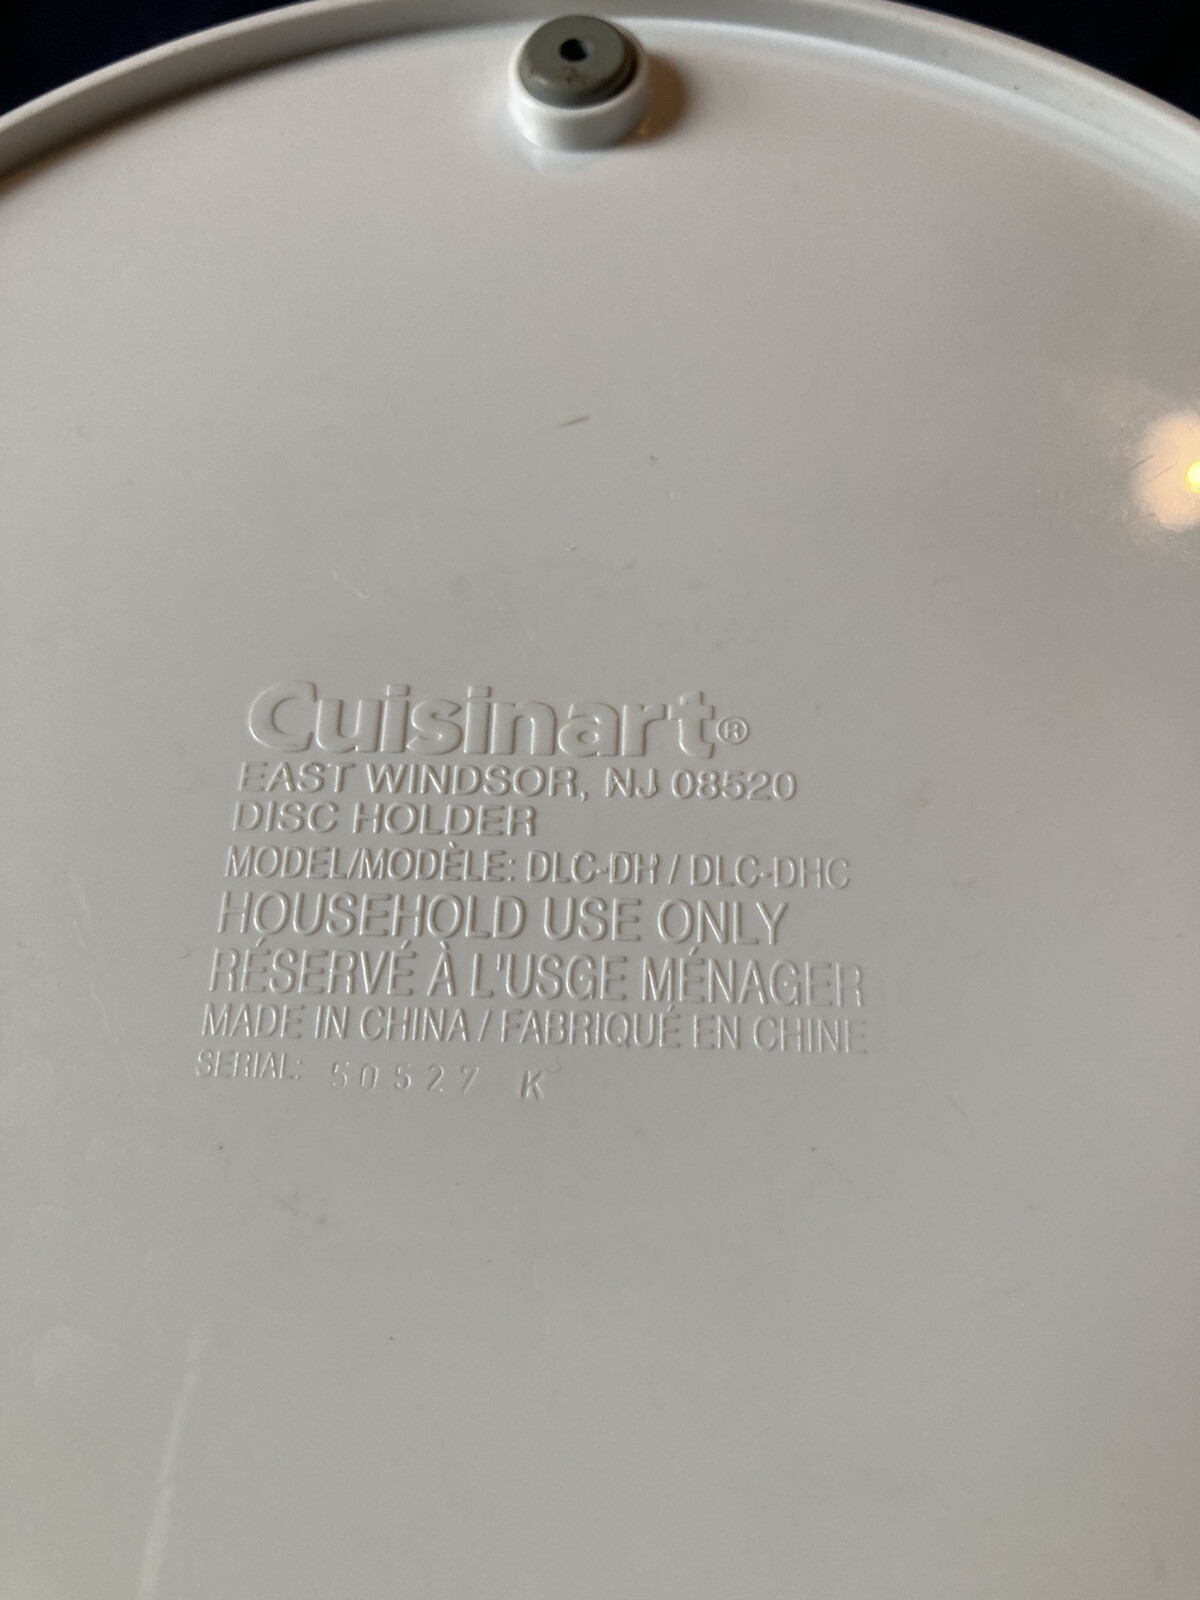 Cuisinart®
EAST WINDSOR, NJ 08520
DISC HOLDER
MODEL/MODÈLE: DLC-DH / DLC-DHC
HOUSEHOLD USE ONLY
RÉSERVÉ À L'USGE MÉNAGER
MADE IN CHINA / FABRIQUÉ EN CHINE
SERIAL: 50527 K